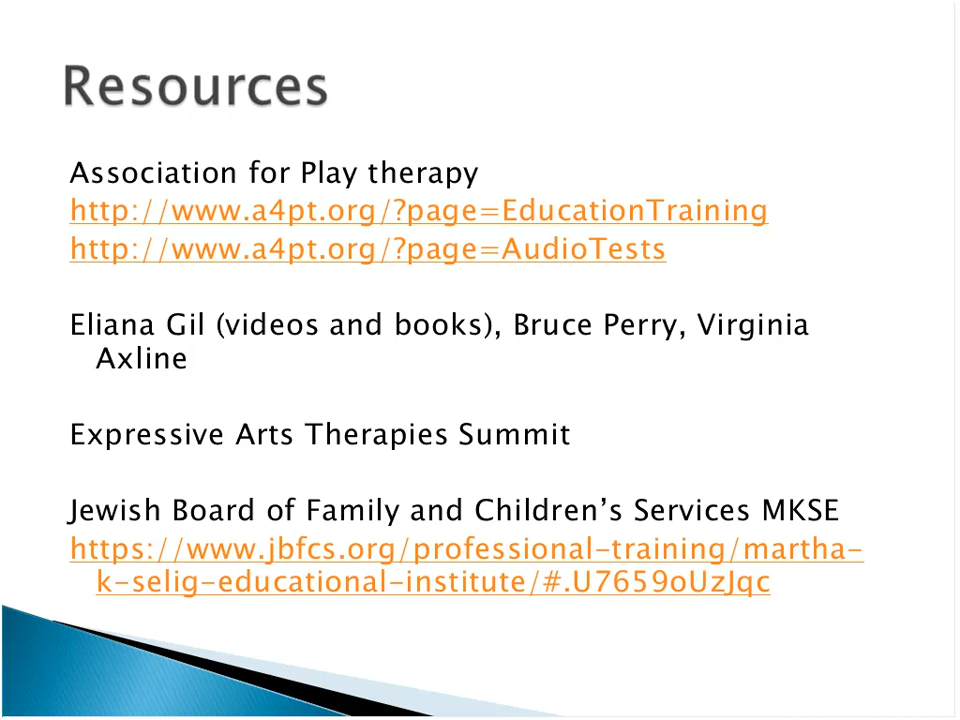 Resources
Association for Play therapy
http://www.a4pt.org/?page=EducationTraining
http://www.a4pt.org/?page=AudioTests
Eliana Gil (videos and books), Bruce Perry, Virginia
Axline
Expressive Arts Therapies Summit
Jewish Board of Family and Children’s Services MKSE
https://www.jbfcs.org/professional-training/martha-
k-selig-educational-institute/#.U7659oUzJqc